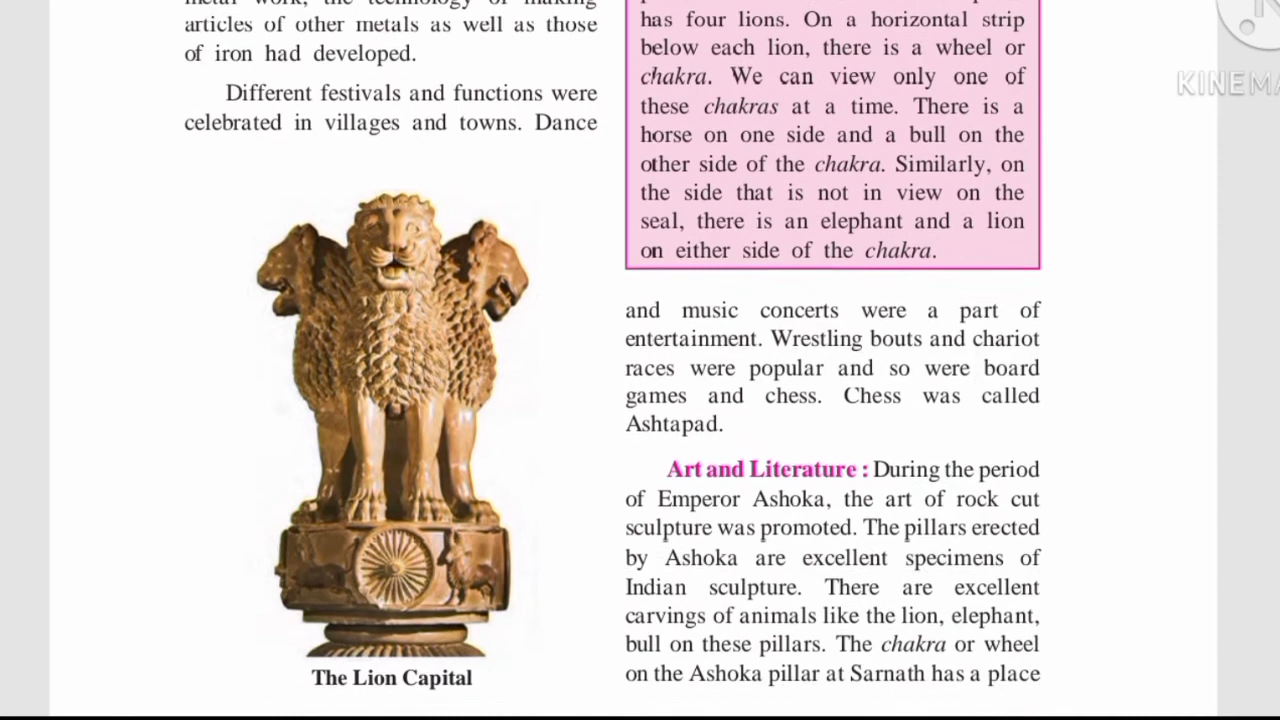 metal work, the technology of making
articles of other metals as well as those
of iron had developed.
Different festivals and functions were
celebrated in villages and towns. Dance
The Lion Capital
has four lions. On a horizontal strip
below each lion, there is a wheel or
chakra. We can view only one of
these chakras at a time. There is a
horse on one side and a bull on the
other side of the chakra. Similarly, on
the side that is not in view on the
seal, there is an elephant and a lion
on either side of the chakra.
and music concerts were a part of
entertainment. Wrestling bouts and chariot
races were popular and so were board
games and chess. Chess was called
Ashtapad.
Art and Literature : During the period
of Emperor Ashoka, the art of rock cut
sculpture was promoted. The pillars erected
by Ashoka are excellent specimens of
Indian sculpture. There are excellent
carvings of animals like the lion, elephant,
bull on these pillars. The chakra or wheel
on the Ashoka pillar at Sarnath has a place
KINEMA